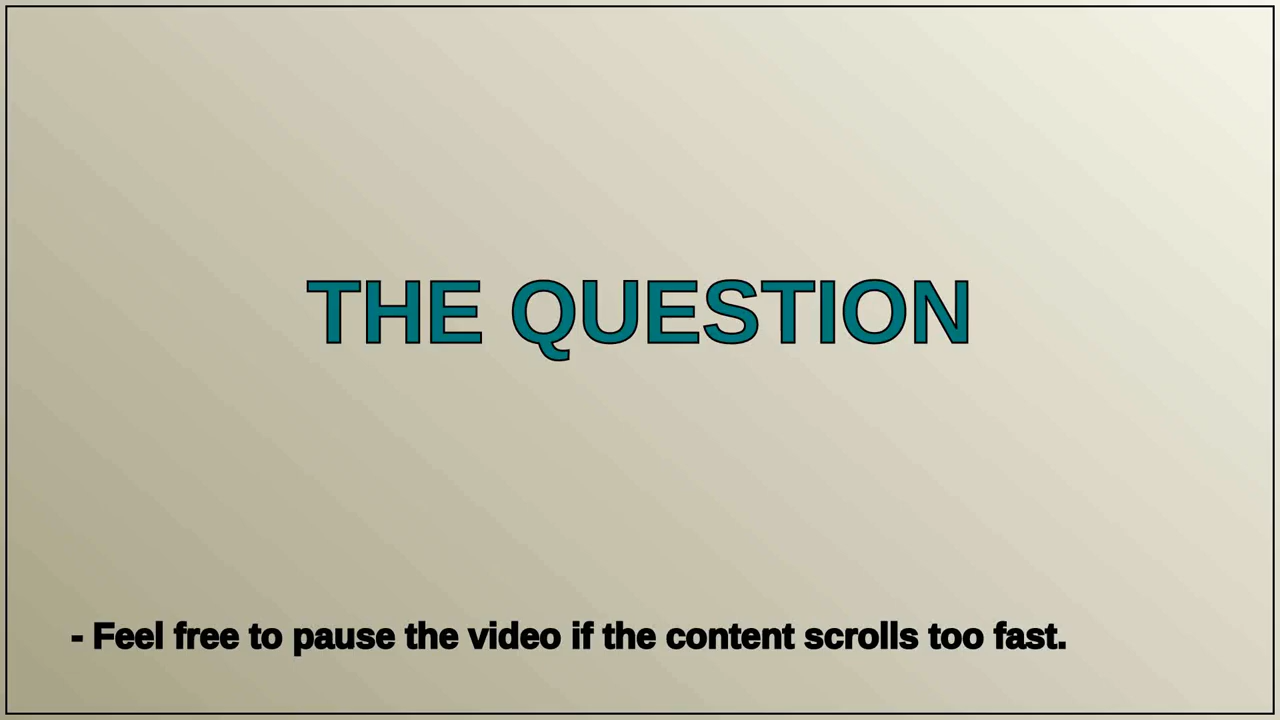 THE QUESTION
- Feel free to pause the video if the content scrolls too fast.